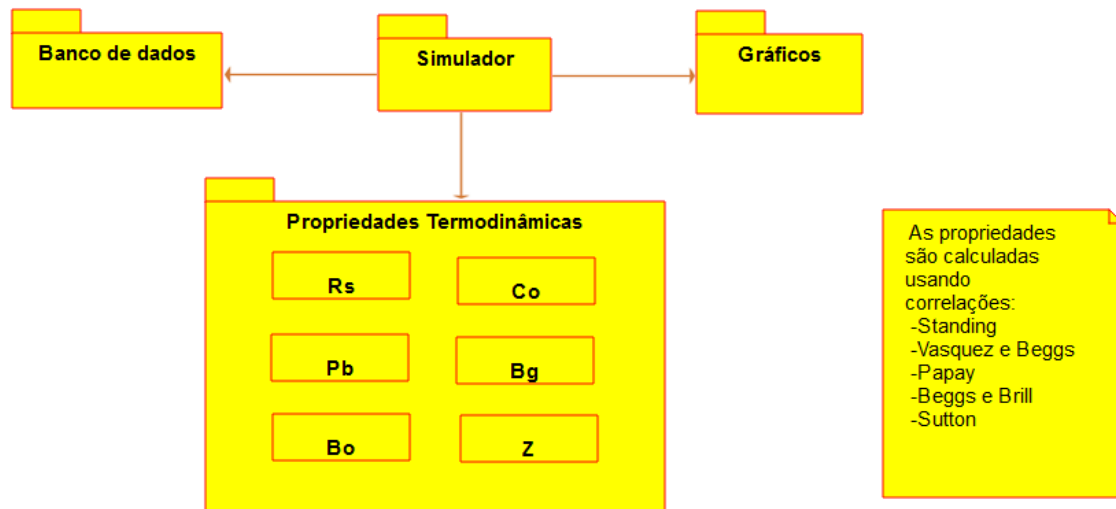 Banco de dados
Simulador
Gráficos
Propriedades Termodinâmicas
Rs
Co
Pb
Bg
Bo
Z
As propriedades
são calculadas
usando
correlações:
-Standing
-Vasquez e Beggs
-Papay
-Beggs e Brill
-Sutton